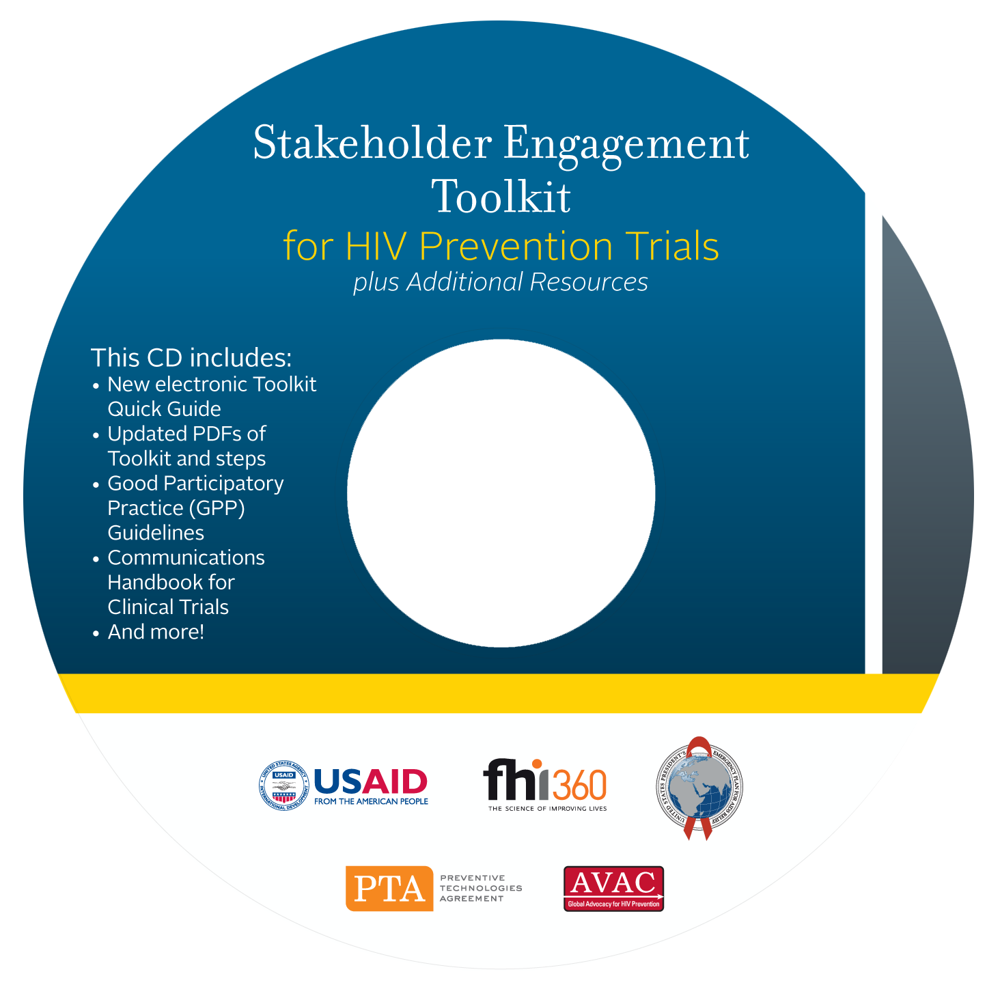 Stakeholder Engagement
Toolkit
for HIV Prevention Trials
plus Additional Resources
This CD includes:
• New electronic Toolkit
Quick Guide
• Updated PDFs of
Toolkit and steps
• Good Participatory
Practice (GPP)
Guidelines
• Communications
Handbook for
Clinical Trials
• And more!
UNITED STATES AGENCY
USAID
INTERNATIONAL DEVELOPMENT
USAID
FROM THE AMERICAN PEOPLE
fhi360
THE SCIENCE OF IMPROVING LIVES
UNITED STATES PRESIDENT'S
EMERGENCY PLAN FOR AIDS RELIEF
PTA
PREVENTIVE
TECHNOLOGIES
AGREEMENT
AVAC
Global Advocacy for HIV Prevention